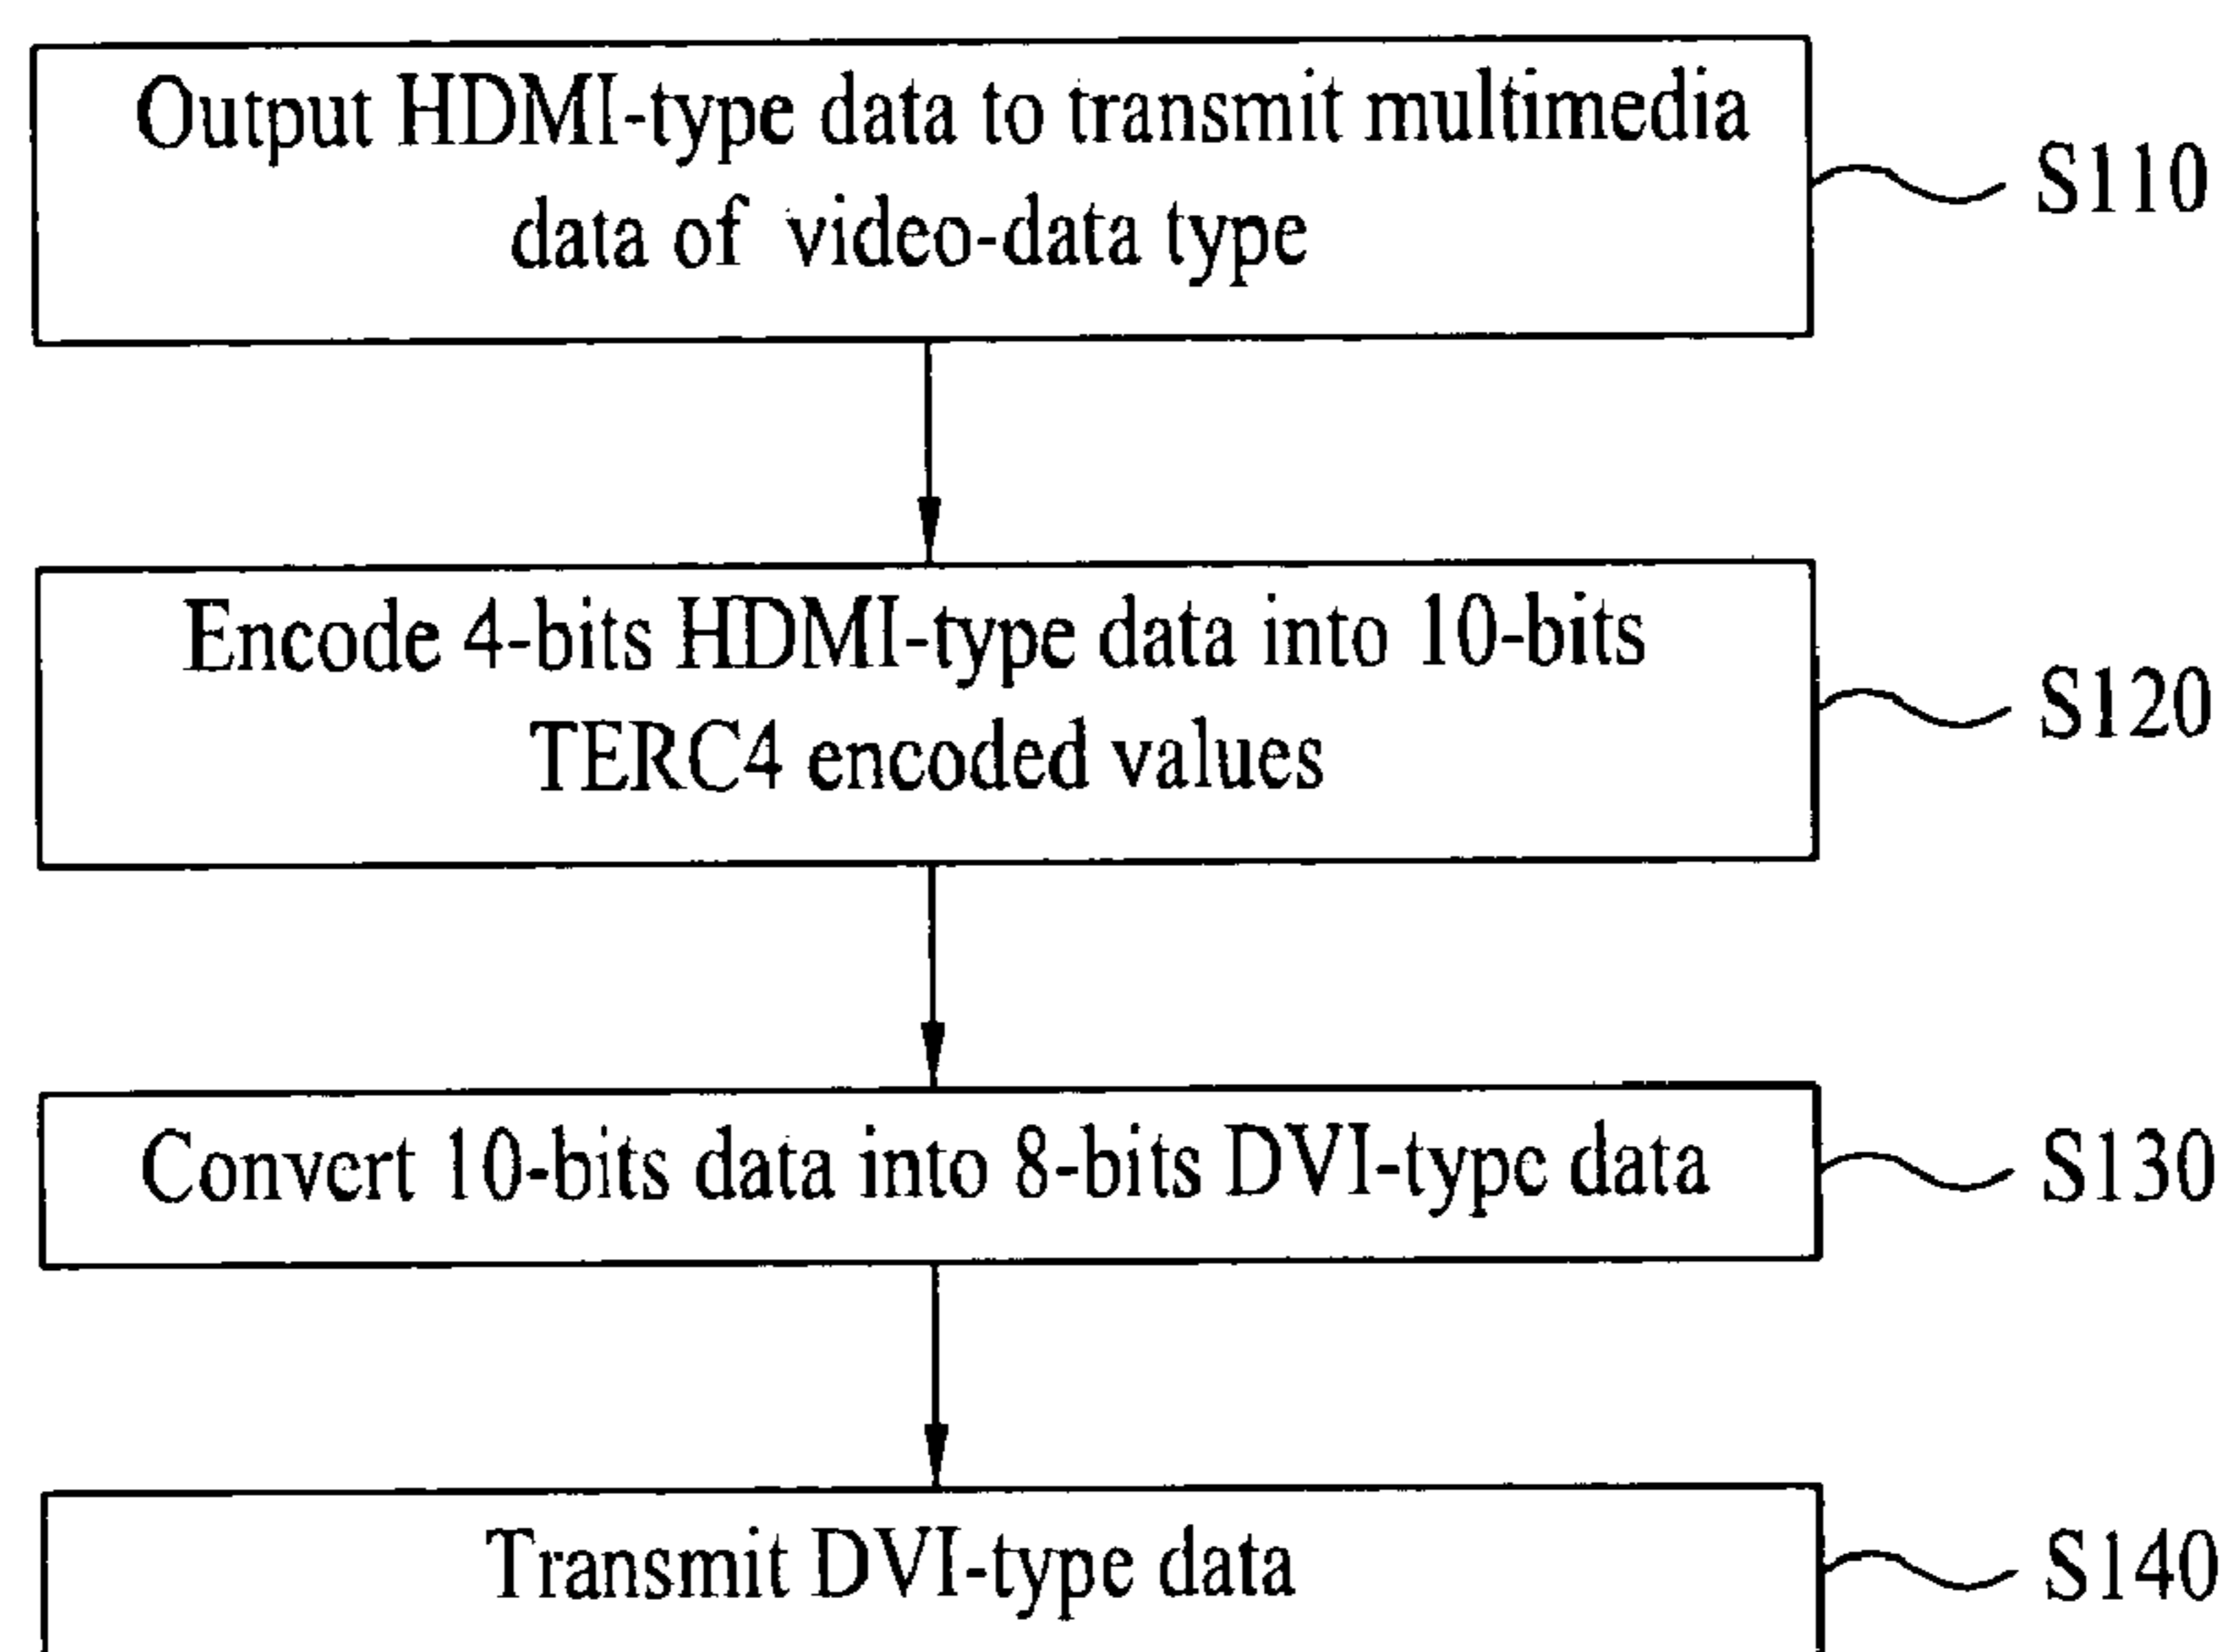 Output HDMI-type data to transmit multimedia
data of video-data type
S110
Encode 4-bits HDMI-type data into 10-bits
TERC4 encoded values
S120
Convert 10-bits data into 8-bits DVI-type data
S130
Transmit DVI-type data
S140